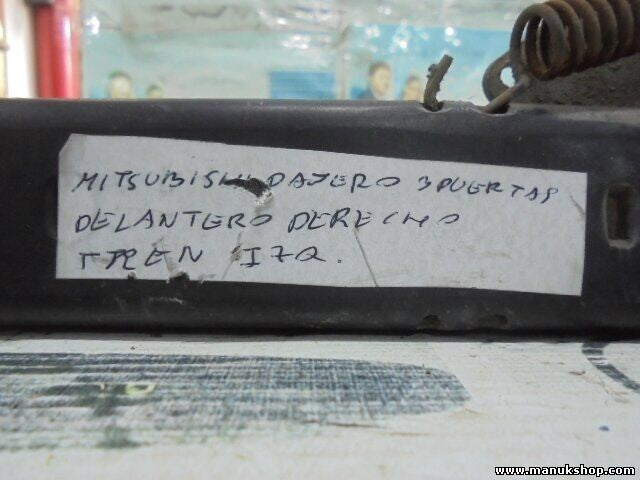 MITSUBISHI PAJERO 3 PUERTAS
DELANTERO DERECHO
TREN IZQ.
www.manukshop.com